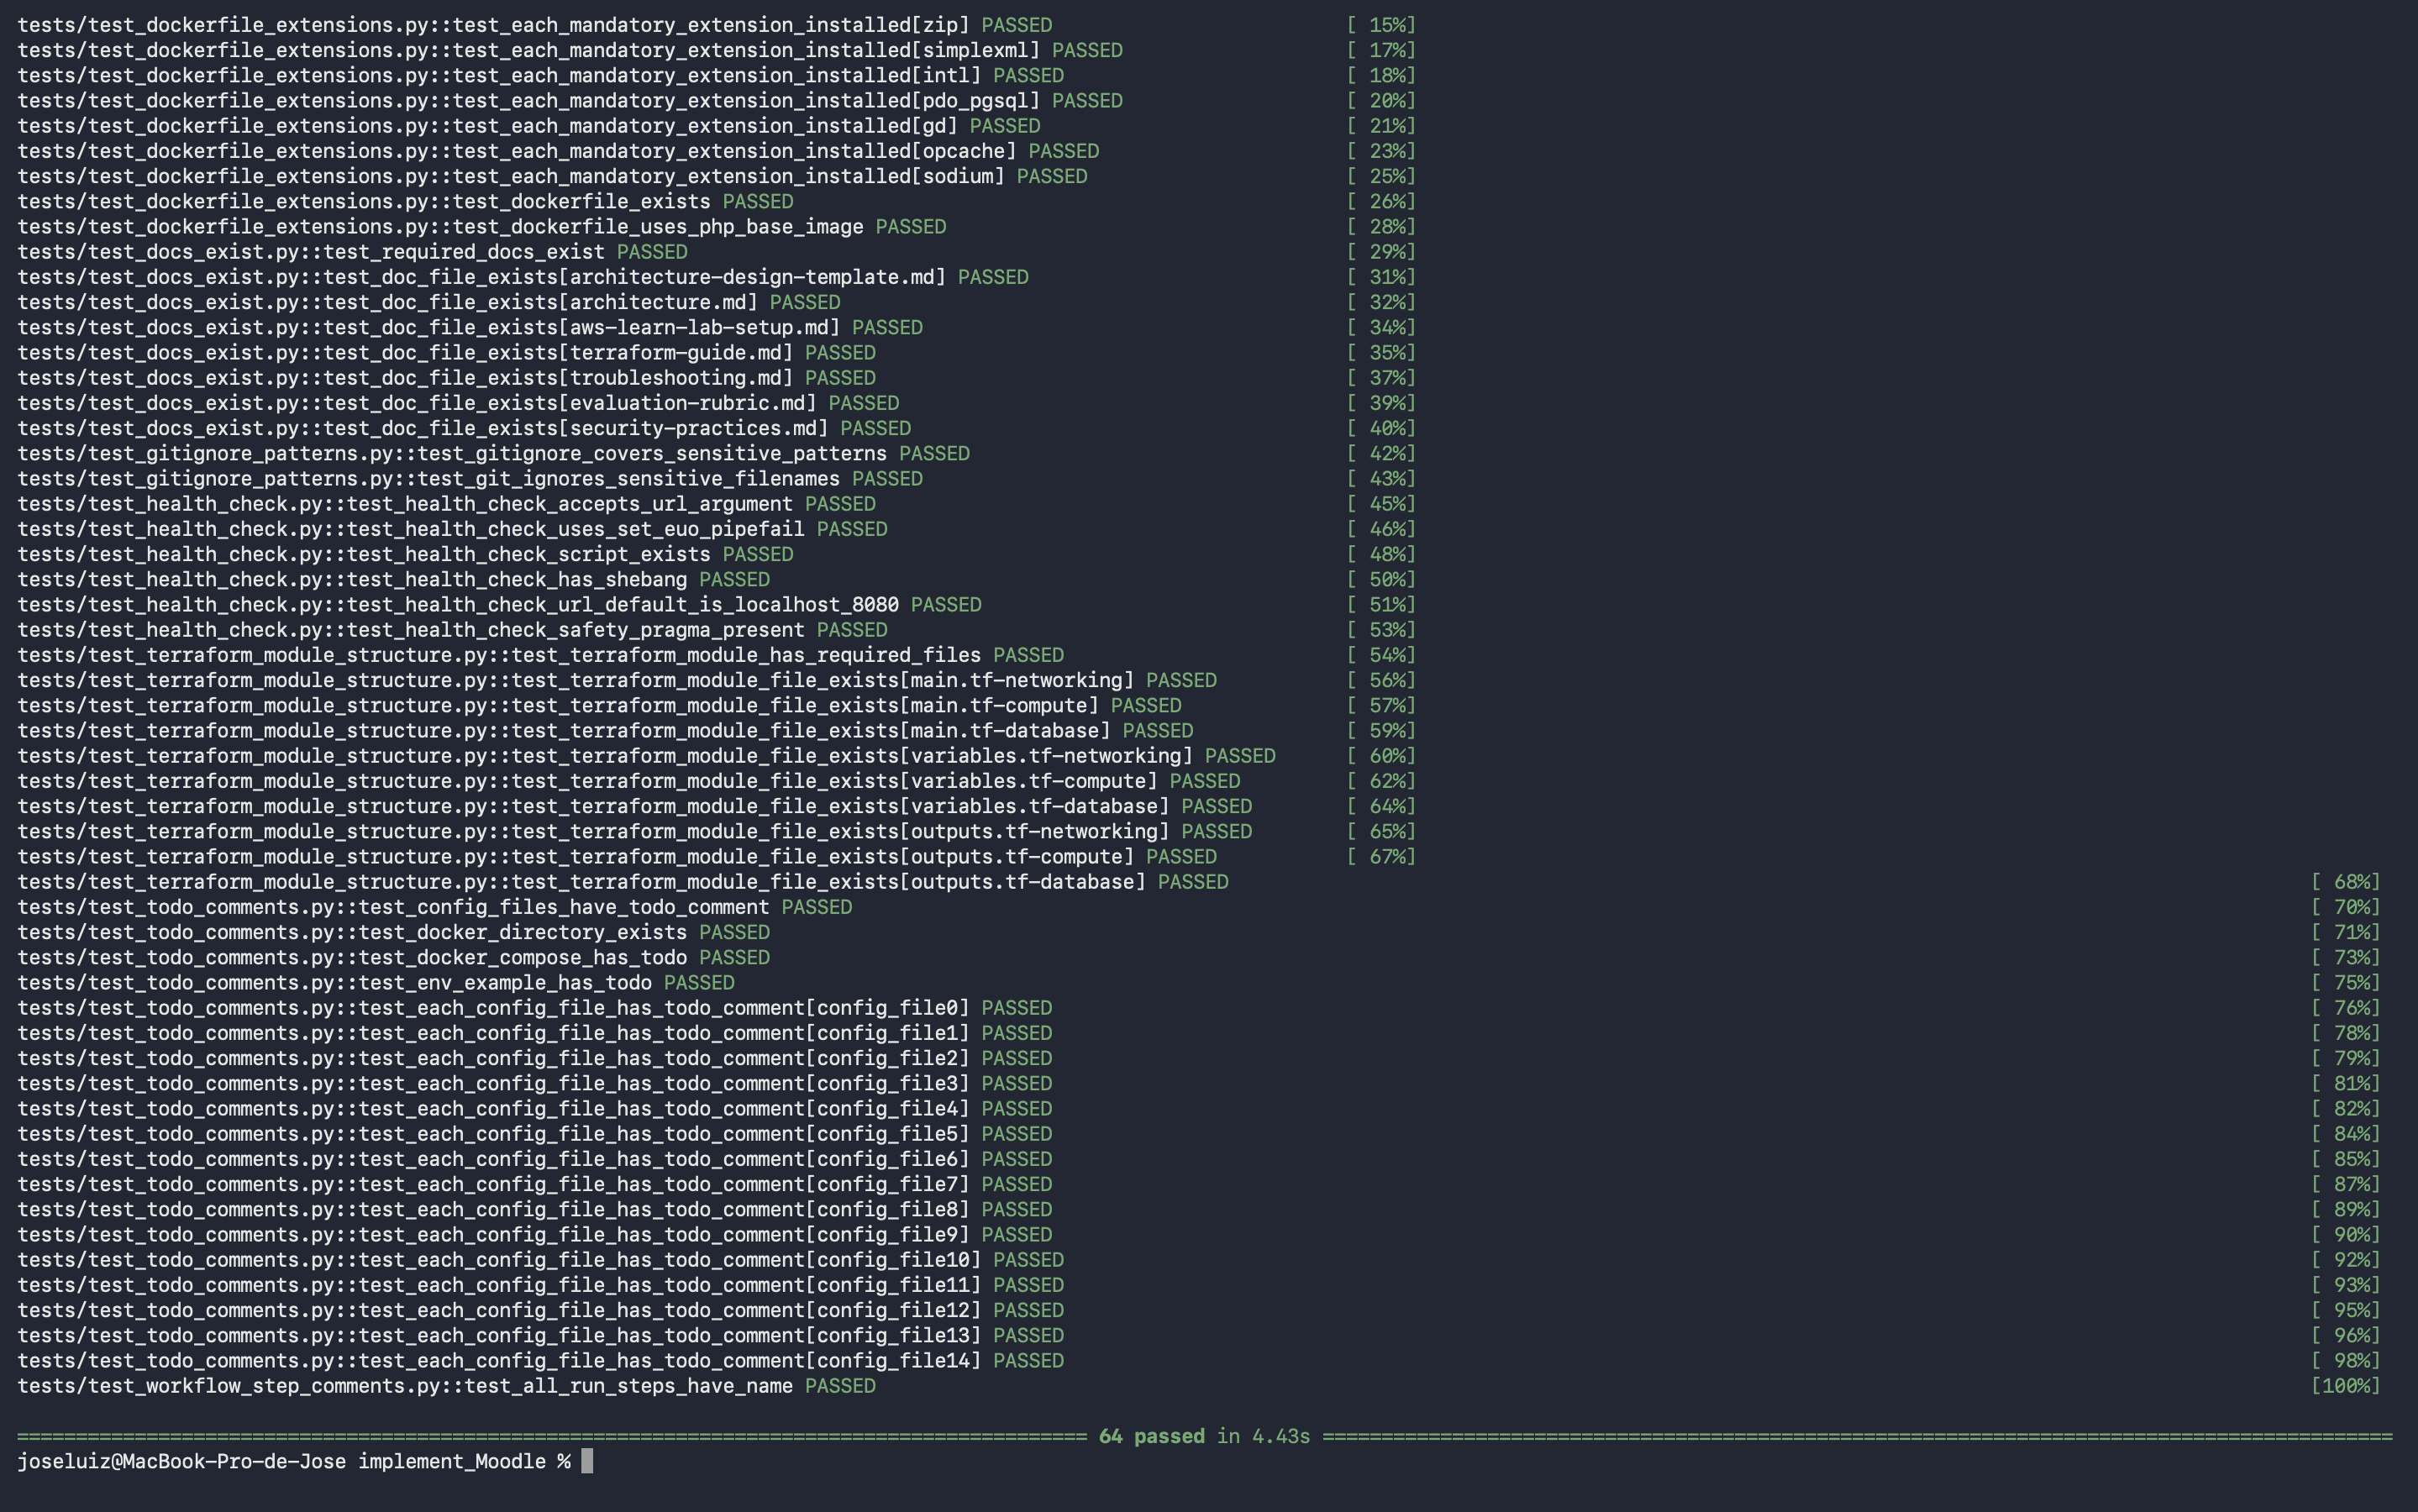 tests/test_dockerfile_extensions.py::test_each_mandatory_extension_installed[zip] PASSED [ 15%]
tests/test_dockerfile_extensions.py::test_each_mandatory_extension_installed[simplexml] PASSED [ 17%]
tests/test_dockerfile_extensions.py::test_each_mandatory_extension_installed[intl] PASSED [ 18%]
tests/test_dockerfile_extensions.py::test_each_mandatory_extension_installed[pdo_pgsql] PASSED [ 20%]
tests/test_dockerfile_extensions.py::test_each_mandatory_extension_installed[gd] PASSED [ 21%]
tests/test_dockerfile_extensions.py::test_each_mandatory_extension_installed[opcache] PASSED [ 23%]
tests/test_dockerfile_extensions.py::test_each_mandatory_extension_installed[sodium] PASSED [ 25%]
tests/test_dockerfile_extensions.py::test_dockerfile_exists PASSED [ 26%]
tests/test_dockerfile_extensions.py::test_dockerfile_uses_php_base_image PASSED [ 28%]
tests/test_docs_exist.py::test_required_docs_exist PASSED [ 29%]
tests/test_docs_exist.py::test_doc_file_exists[architecture-design-template.md] PASSED [ 31%]
tests/test_docs_exist.py::test_doc_file_exists[architecture.md] PASSED [ 32%]
tests/test_docs_exist.py::test_doc_file_exists[aws-learn-lab-setup.md] PASSED [ 34%]
tests/test_docs_exist.py::test_doc_file_exists[terraform-guide.md] PASSED [ 35%]
tests/test_docs_exist.py::test_doc_file_exists[troubleshooting.md] PASSED [ 37%]
tests/test_docs_exist.py::test_doc_file_exists[evaluation-rubric.md] PASSED [ 39%]
tests/test_docs_exist.py::test_doc_file_exists[security-practices.md] PASSED [ 40%]
tests/test_gitignore_patterns.py::test_gitignore_covers_sensitive_patterns PASSED [ 42%]
tests/test_gitignore_patterns.py::test_git_ignores_sensitive_filenames PASSED [ 43%]
tests/test_health_check.py::test_health_check_accepts_url_argument PASSED [ 45%]
tests/test_health_check.py::test_health_check_uses_set_euo_pipefail PASSED [ 46%]
tests/test_health_check.py::test_health_check_script_exists PASSED [ 48%]
tests/test_health_check.py::test_health_check_has_shebang PASSED [ 50%]
tests/test_health_check.py::test_health_check_url_default_is_localhost_8080 PASSED [ 51%]
tests/test_health_check.py::test_health_check_safety_pragma_present PASSED [ 53%]
tests/test_terraform_module_structure.py::test_terraform_module_has_required_files PASSED [ 54%]
tests/test_terraform_module_structure.py::test_terraform_module_file_exists[main.tf-networking] PASSED [ 56%]
tests/test_terraform_module_structure.py::test_terraform_module_file_exists[main.tf-compute] PASSED [ 57%]
tests/test_terraform_module_structure.py::test_terraform_module_file_exists[main.tf-database] PASSED [ 59%]
tests/test_terraform_module_structure.py::test_terraform_module_file_exists[variables.tf-networking] PASSED [ 60%]
tests/test_terraform_module_structure.py::test_terraform_module_file_exists[variables.tf-compute] PASSED [ 62%]
tests/test_terraform_module_structure.py::test_terraform_module_file_exists[variables.tf-database] PASSED [ 64%]
tests/test_terraform_module_structure.py::test_terraform_module_file_exists[outputs.tf-networking] PASSED [ 65%]
tests/test_terraform_module_structure.py::test_terraform_module_file_exists[outputs.tf-compute] PASSED [ 67%]
tests/test_terraform_module_structure.py::test_terraform_module_file_exists[outputs.tf-database] PASSED [ 68%]
tests/test_todo_comments.py::test_config_files_have_todo_comment PASSED [ 70%]
tests/test_todo_comments.py::test_docker_directory_exists PASSED [ 71%]
tests/test_todo_comments.py::test_docker_compose_has_todo PASSED [ 73%]
tests/test_todo_comments.py::test_env_example_has_todo PASSED [ 75%]
tests/test_todo_comments.py::test_each_config_file_has_todo_comment[config_file0] PASSED [ 76%]
tests/test_todo_comments.py::test_each_config_file_has_todo_comment[config_file1] PASSED [ 78%]
tests/test_todo_comments.py::test_each_config_file_has_todo_comment[config_file2] PASSED [ 79%]
tests/test_todo_comments.py::test_each_config_file_has_todo_comment[config_file3] PASSED [ 81%]
tests/test_todo_comments.py::test_each_config_file_has_todo_comment[config_file4] PASSED [ 82%]
tests/test_todo_comments.py::test_each_config_file_has_todo_comment[config_file5] PASSED [ 84%]
tests/test_todo_comments.py::test_each_config_file_has_todo_comment[config_file6] PASSED [ 85%]
tests/test_todo_comments.py::test_each_config_file_has_todo_comment[config_file7] PASSED [ 87%]
tests/test_todo_comments.py::test_each_config_file_has_todo_comment[config_file8] PASSED [ 89%]
tests/test_todo_comments.py::test_each_config_file_has_todo_comment[config_file9] PASSED [ 90%]
tests/test_todo_comments.py::test_each_config_file_has_todo_comment[config_file10] PASSED [ 92%]
tests/test_todo_comments.py::test_each_config_file_has_todo_comment[config_file11] PASSED [ 93%]
tests/test_todo_comments.py::test_each_config_file_has_todo_comment[config_file12] PASSED [ 95%]
tests/test_todo_comments.py::test_each_config_file_has_todo_comment[config_file13] PASSED [ 96%]
tests/test_todo_comments.py::test_each_config_file_has_todo_comment[config_file14] PASSED [ 98%]
tests/test_workflow_step_comments.py::test_all_run_steps_have_name PASSED [100%]
=========================================================================================== 64 passed in 4.43s ===========================================================================================
joseluiz@MacBook-Pro-de-Jose implement_Moodle %